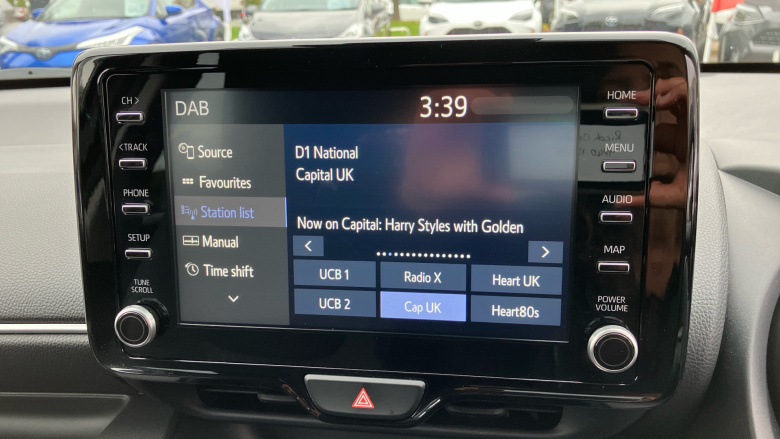 DAB
3:39
CH >
< TRACK
PHONE
SETUP
TUNE
SCROLL
Source
Favourites
Station list
Manual
Time shift
D1 National
Capital UK
Now on Capital: Harry Styles with Golden
< >
UCB 1 Radio X Heart UK
UCB 2 Cap UK Heart80s
HOME
MENU
AUDIO
MAP
POWER
VOLUME